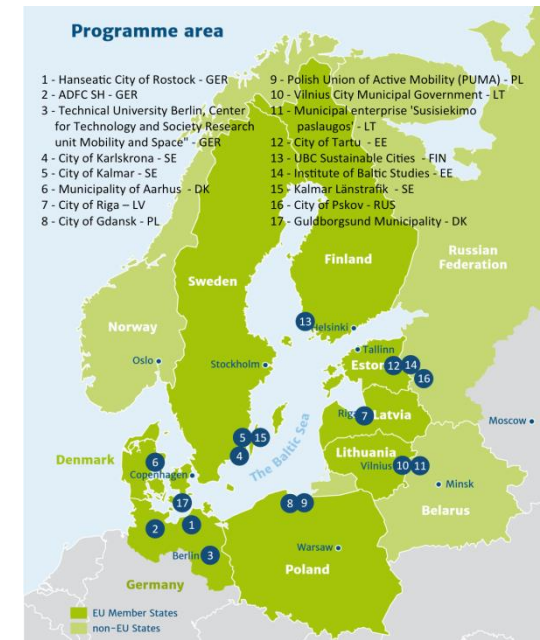 Programme area
1 - Hanseatic City of Rostock - GER
2 - ADFC SH - GER
3 - Technical University Berlin, Center
for Technology and Society Research
unit Mobility and Space" - GER
4 - City of Karlskrona - SE
5 - City of Kalmar - SE
6 - Municipality of Aarhus - DK
7 - City of Riga – LV
8 - City of Gdansk - PL
9 - Polish Union of Active Mobility (PUMA) - PL
10 - Vilnius City Municipal Government - LT
11 - Municipal enterprise 'Susisiekimo
paslaugos' - LT
12 - City of Tartu - EE
13 - UBC Sustainable Cities - FIN
14 - Institute of Baltic Studies - EE
15 - Kalmar Länstrafik - SE
16 - City of Pskov - RUS
17 - Guldborgsund Municipality - DK
Russian
Federation
Finland
Sweden
Norway
13
Helsinki
Oslo
Tallinn
Stockholm
Eston
12
14
16
Riga
7
Latvia
Moscow
The Baltic Sea
5
15
4
Lithuania
Denmark
6
Vilnius
10
11
Copenhagen
Minsk
17
8
9
Belarus
2
1
Warsaw
Berlin
3
Poland
Germany
EU Member States
non-EU States